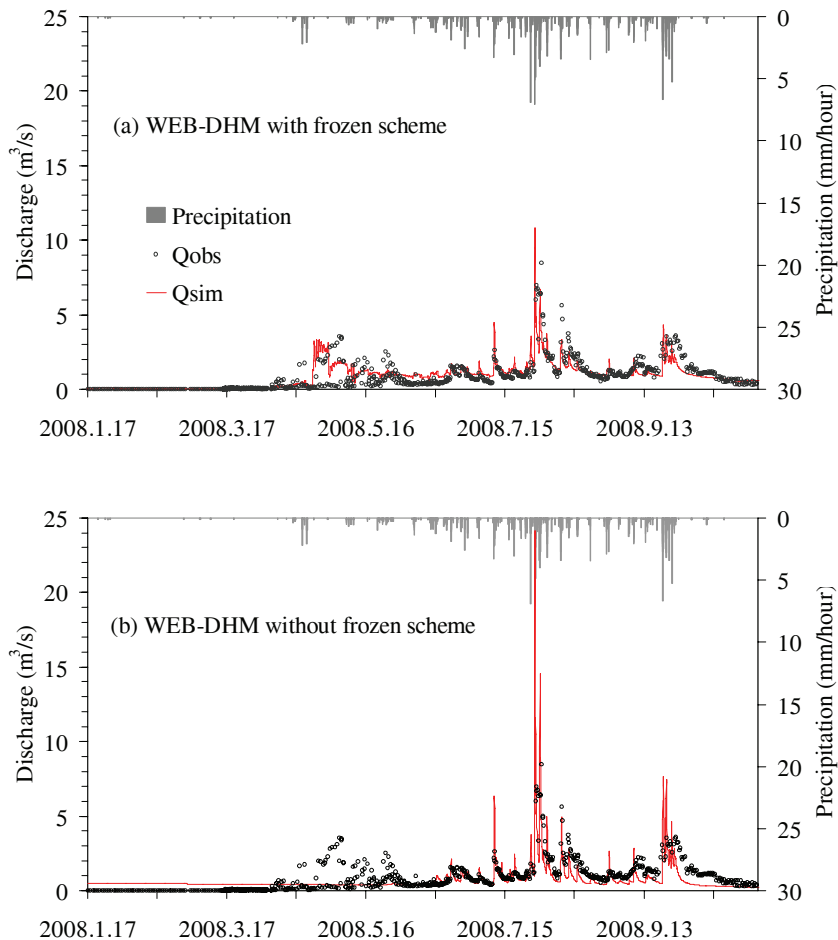 25
20
15
10
5
0
Discharge (m³/s)
0
5
10
15
20
25
30
Precipitation (mm/hour)
(a) WEB-DHM with frozen scheme
Precipitation
Qobs
Qsim
2008.1.17 2008.3.17 2008.5.16 2008.7.15 2008.9.13
25
20
15
10
5
0
Discharge (m³/s)
0
5
10
15
20
25
30
Precipitation (mm/hour)
(b) WEB-DHM without frozen scheme
2008.1.17 2008.3.17 2008.5.16 2008.7.15 2008.9.13